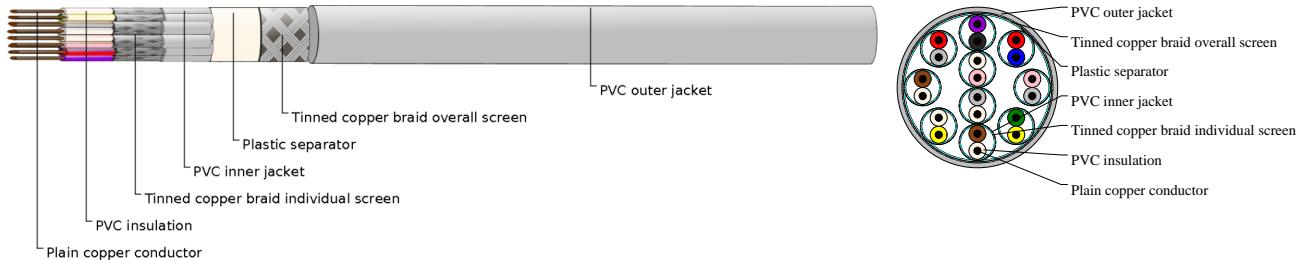 PVC outer jacket
Tinned copper braid overall screen
Plastic separator
PVC inner jacket
Tinned copper braid individual screen
PVC insulation
Plain copper conductor
PVC outer jacket
Tinned copper braid overall screen
Plastic separator
PVC inner jacket
Tinned copper braid individual screen
PVC insulation
Plain copper conductor